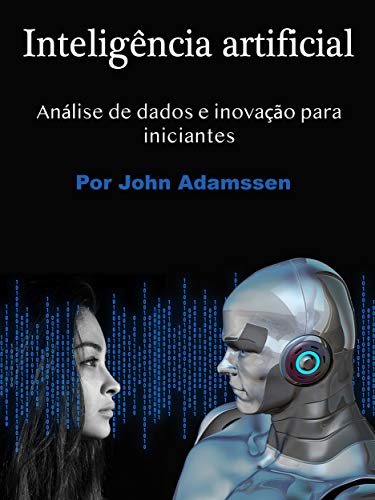 Inteligência artificial
Análise de dados e inovação para
iniciantes
Por John Adamssen